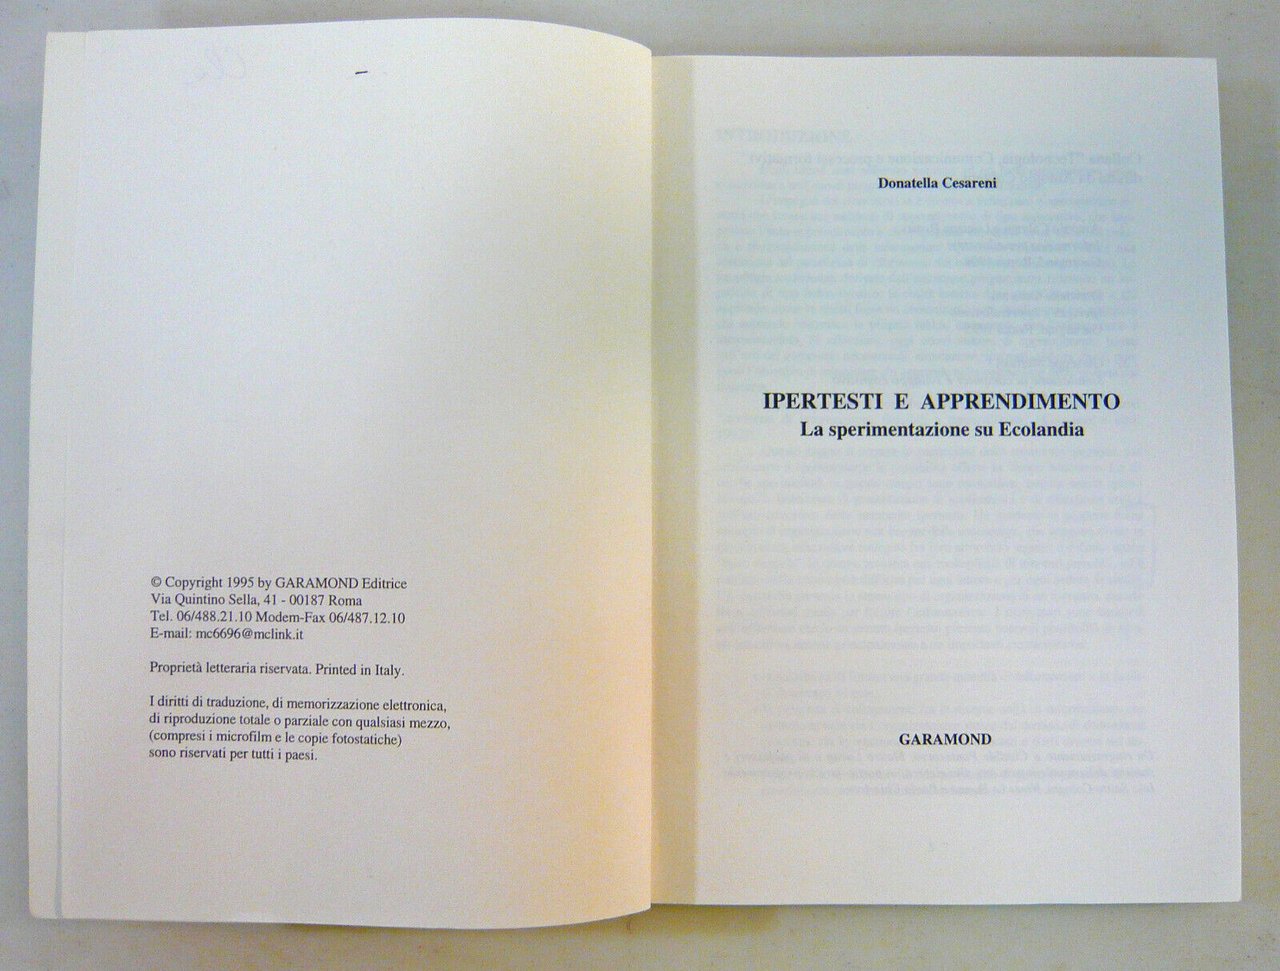 © Copyright 1995 by GARAMOND Editrice
Via Quintino Sella, 41 - 00187 Roma
Tel. 06/488.21.10 Modem-Fax 06/487.12.10
E-mail: mc6696@mclink.it
Proprietà letteraria riservata. Printed in Italy.
I diritti di traduzione, di memorizzazione elettronica,
di riproduzione totale o parziale con qualsiasi mezzo,
(compresi i microfilm e le copie fotostatiche)
sono riservati per tutti i paesi.
Donatella Cesareni
IPERTESTI E APPRENDIMENTO
La sperimentazione su Ecolandia
GARAMOND